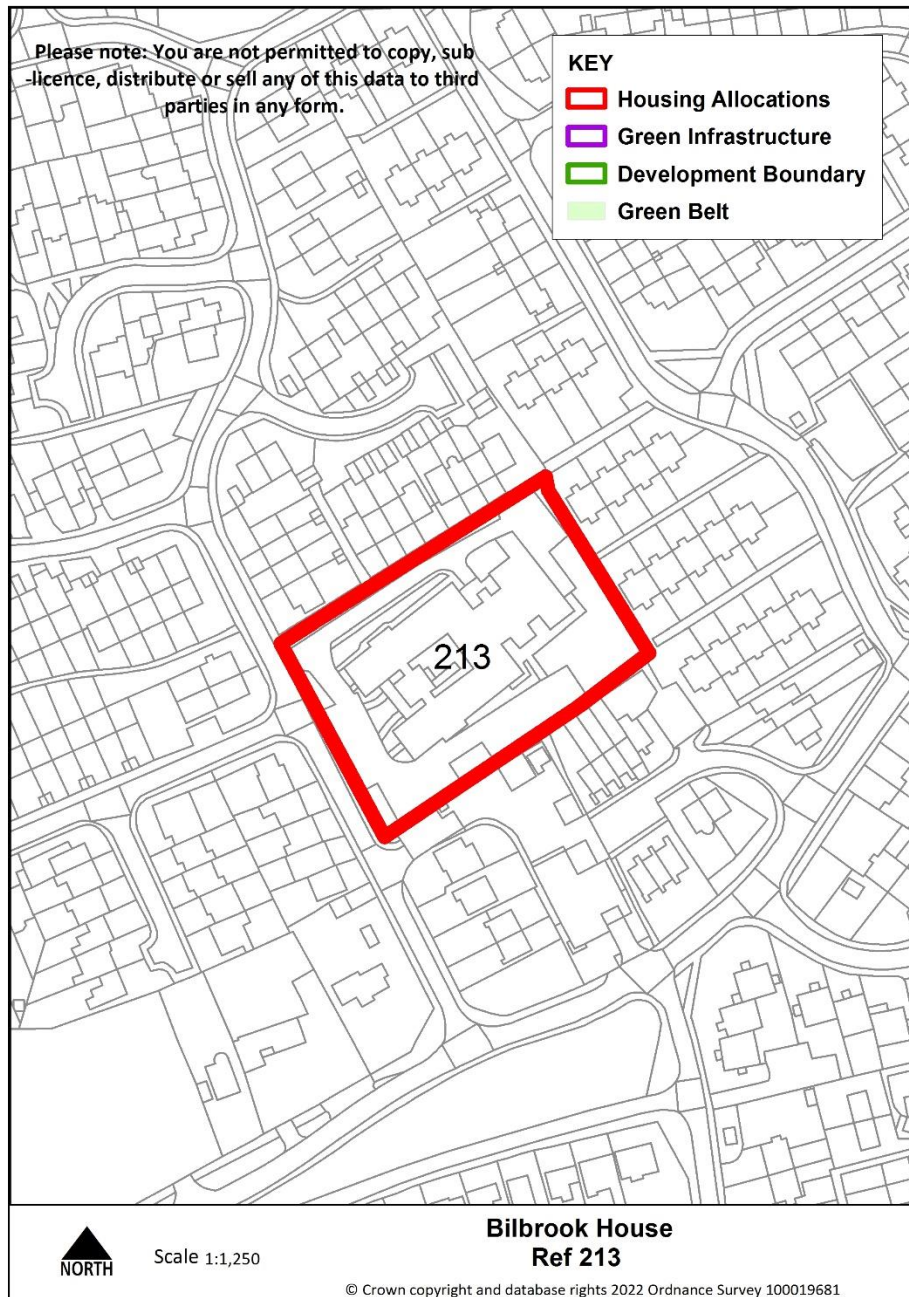 Please note: You are not permitted to copy, sub
-licence, distribute or sell any of this data to third
parties in any form.
KEY
Housing Allocations
Green Infrastructure
Development Boundary
Green Belt
213
NORTH
Scale 1:1,250
Bilbrook House
Ref 213
© Crown copyright and database rights 2022 Ordnance Survey 100019681